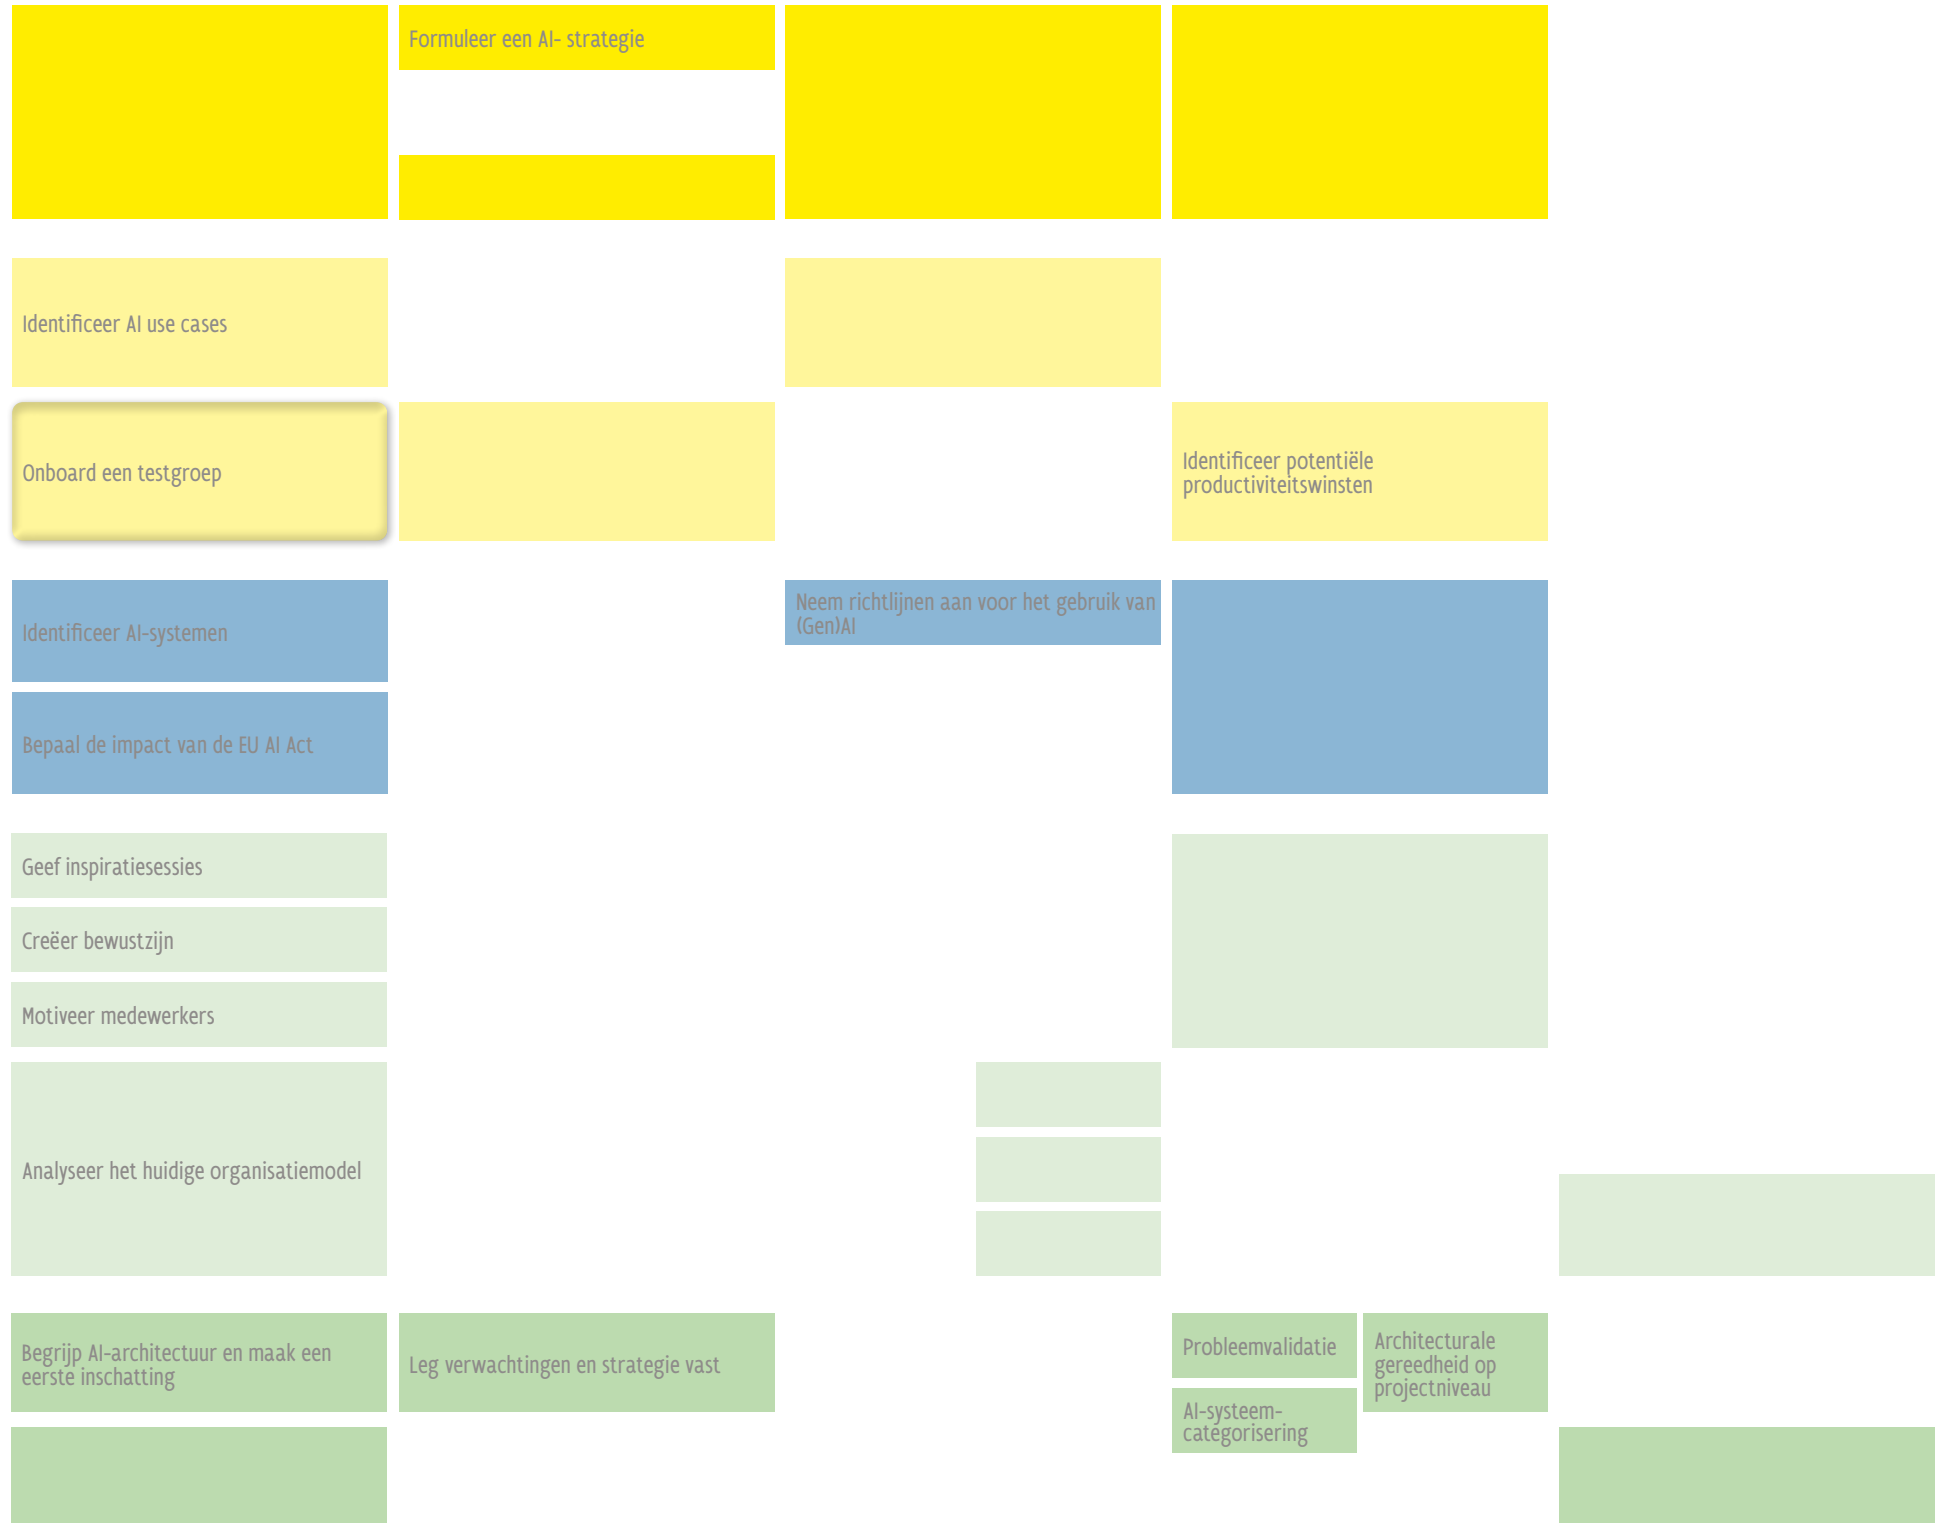 Formuleer een AI- strategie
Identificeer AI use cases
Onboard een testgroep
Identificeer potentiële
productiviteitswinsten
Identificeer AI-systemen
Neem richtlijnen aan voor het gebruik van
(Gen)AI
Bepaal de impact van de EU AI Act
Geef inspiratiesessies
Creëer bewustzijn
Motiveer medewerkers
Analyseer het huidige organisatiemodel
Begrijp AI-architectuur en maak een
eerste inschatting
Leg verwachtingen en strategie vast
Probleemvalidatie
Architecturale
gereedheid op
projectniveau
AI-systeem-
categorisering